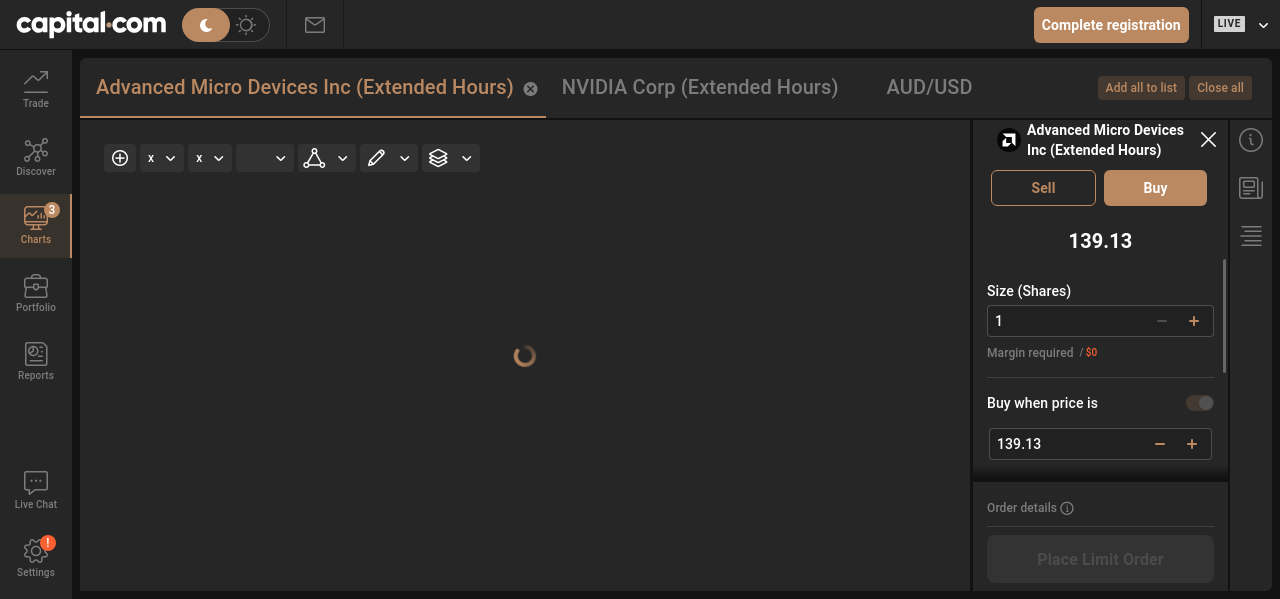 capital.com
Complete registration
LIVE
Trade
Discover
3
Charts
Portfolio
Reports
Live Chat
!
Settings
Advanced Micro Devices Inc (Extended Hours)
NVIDIA Corp (Extended Hours)
AUD/USD
Add all to list
Close all
x
x
Advanced Micro Devices
Inc (Extended Hours)
Sell
Buy
139.13
Size (Shares)
1
Margin required / $0
Buy when price is
139.13
Order details
Place Limit Order